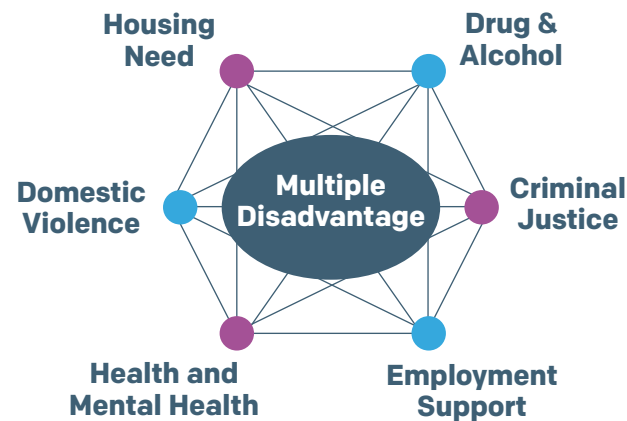 Housing
Need
Drug &
Alcohol
Multiple
Disadvantage
Domestic
Violence
Criminal
Justice
Health and
Mental Health
Employment
Support